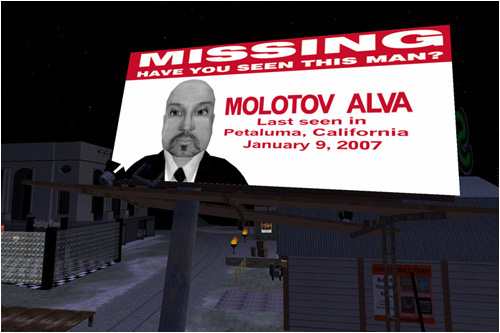 MISSING
HAVE YOU SEEN THIS MAN?
MOLOTOV ALVA
Last seen in
Petaluma, California
January 9, 2007